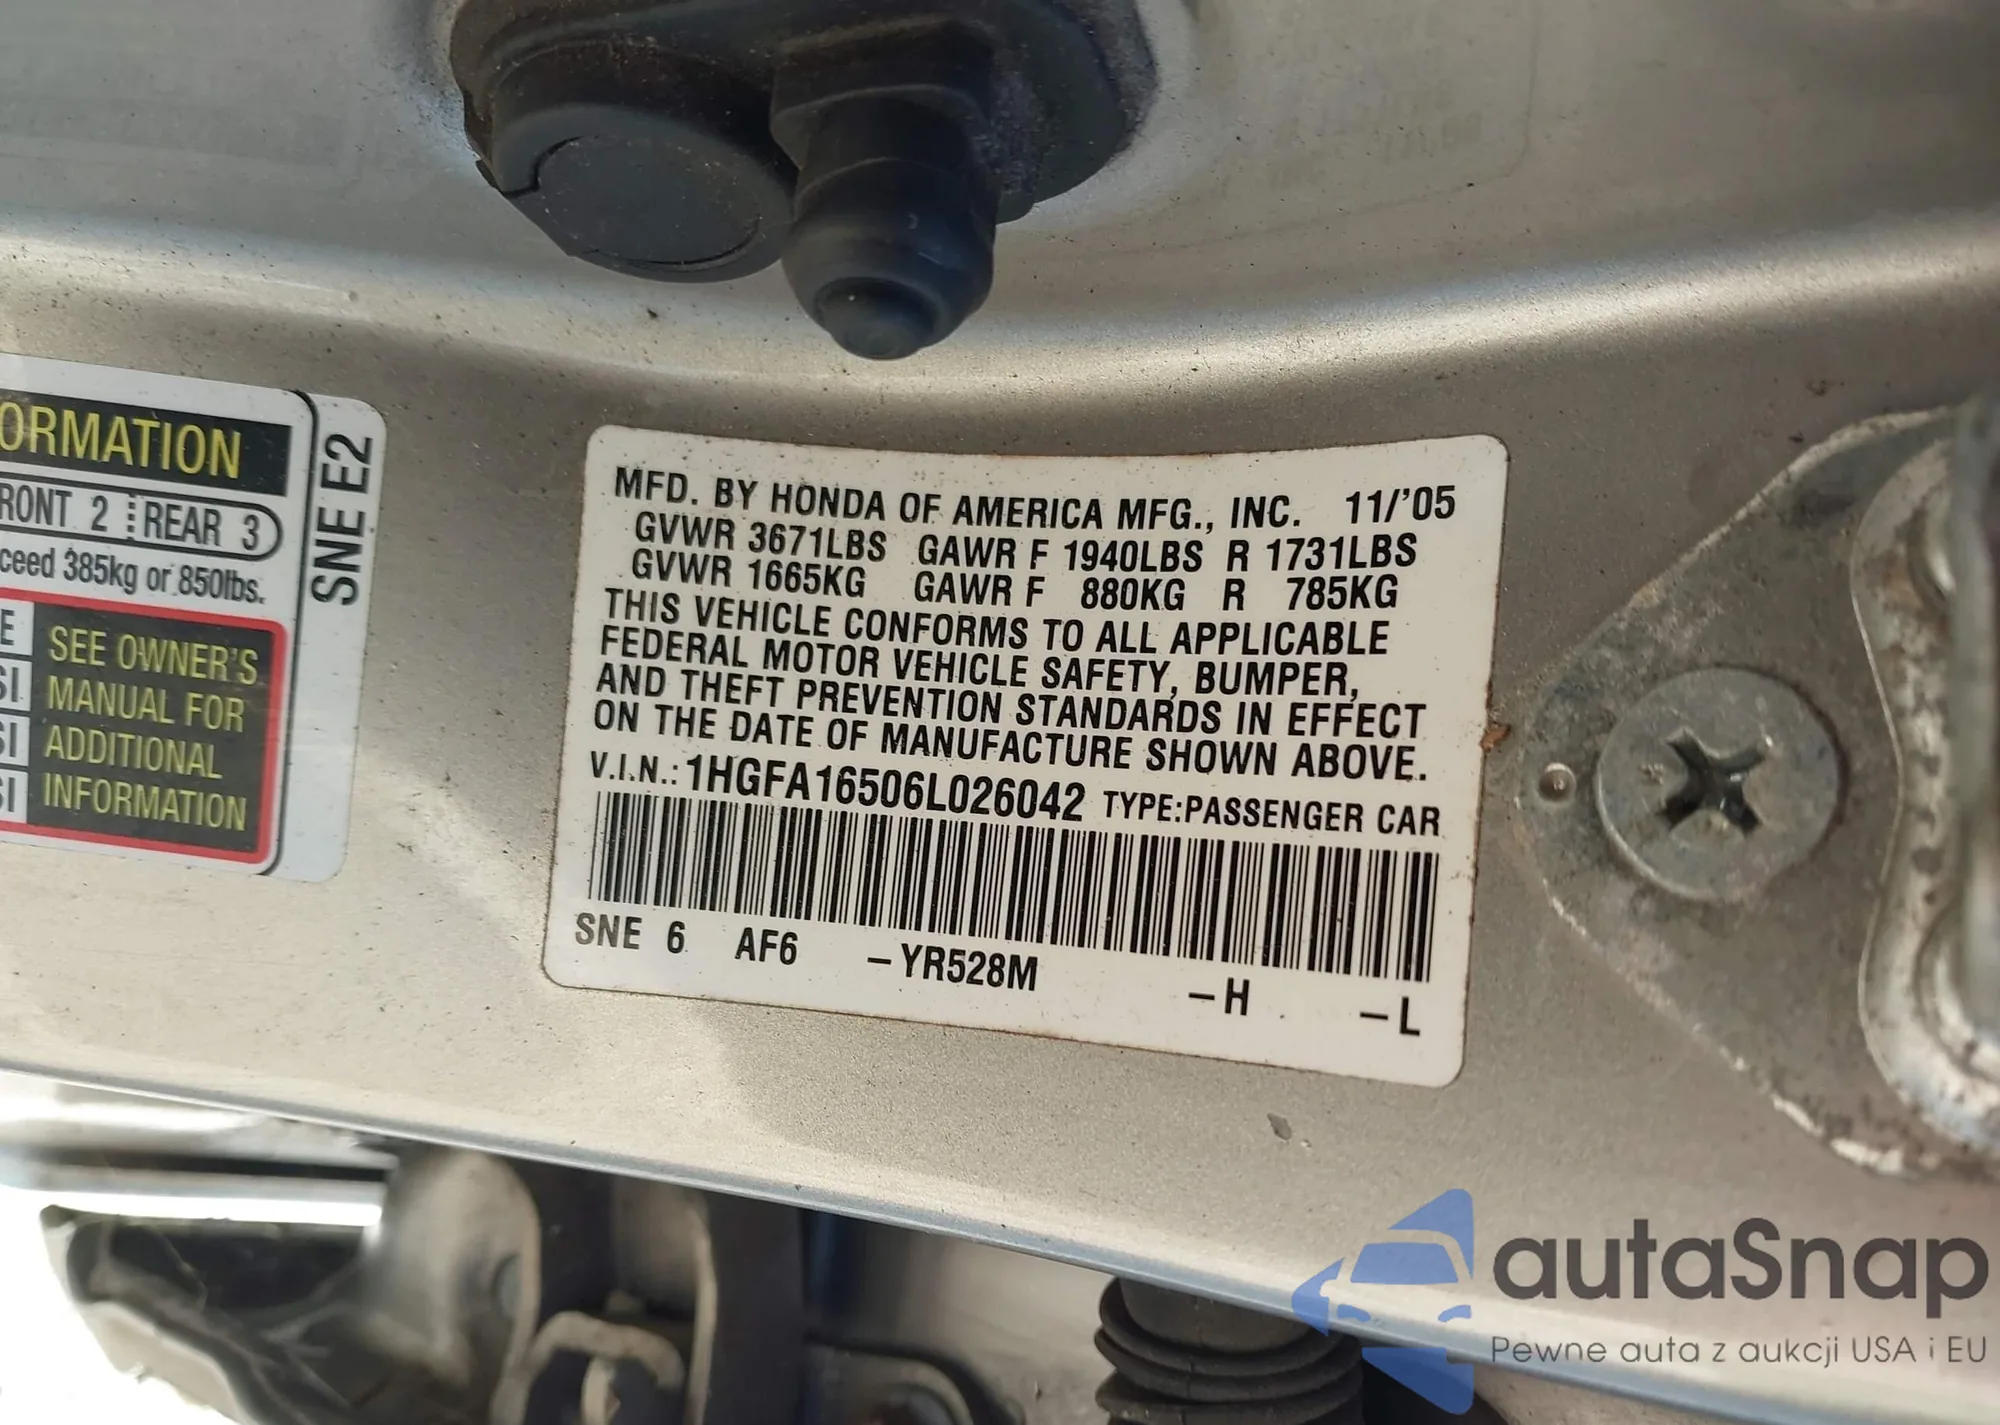 ORMATION
RONT 2 REAR 3
ceed 385kg or 850lbs.
SEE OWNER'S
MANUAL FOR
ADDITIONAL
INFORMATION
SNE E2
MFD. BY HONDA OF AMERICA MFG., INC. 11/'05
GVWR 3671LBS GAWR F 1940LBS R 1731LBS
GVWR 1665KG GAWR F 880KG R 785KG
THIS VEHICLE CONFORMS TO ALL APPLICABLE
FEDERAL MOTOR VEHICLE SAFETY, BUMPER,
AND THEFT PREVENTION STANDARDS IN EFFECT
ON THE DATE OF MANUFACTURE SHOWN ABOVE.
V.I.N.: 1HGFA16506L026042 TYPE:PASSENGER CAR
SNE 6 AF6 -YR528M -H -L
autaSnap
Pewne auta z aukcji USA i EU